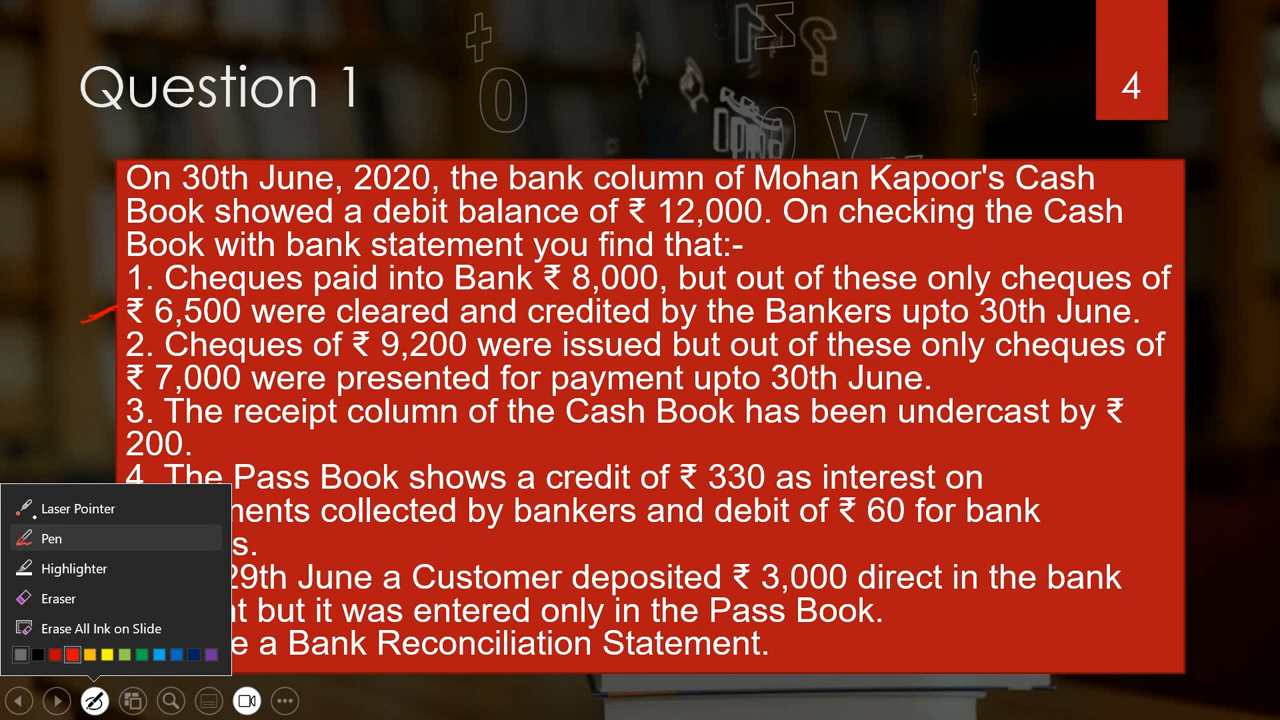 Question 1
4
On 30th June, 2020, the bank column of Mohan Kapoor's Cash
Book showed a debit balance of ₹ 12,000. On checking the Cash
Book with bank statement you find that:-
1. Cheques paid into Bank ₹ 8,000, but out of these only cheques of
₹ 6,500 were cleared and credited by the Bankers upto 30th June.
2. Cheques of ₹ 9,200 were issued but out of these only cheques of
₹ 7,000 were presented for payment upto 30th June.
3. The receipt column of the Cash Book has been undercast by ₹
200.
4. The Pass Book shows a credit of ₹ 330 as interest on
collected by bankers and debit of ₹ 60 for bank
29th June a Customer deposited ₹ 3,000 direct in the bank
but it was entered only in the Pass Book.
a Bank Reconciliation Statement.
Laser Pointer
Pen
Highlighter
Eraser
Erase All Ink on Slide